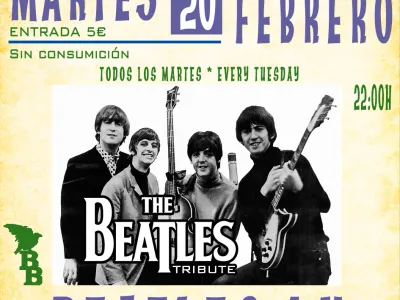 MARTES 20 FEBRERO
ENTRADA 5€
SIN CONSUMICIÓN
TODOS LOS MARTES * EVERY TUESDAY
22:00H
THE
BEATLES
TRIBUTE
BB